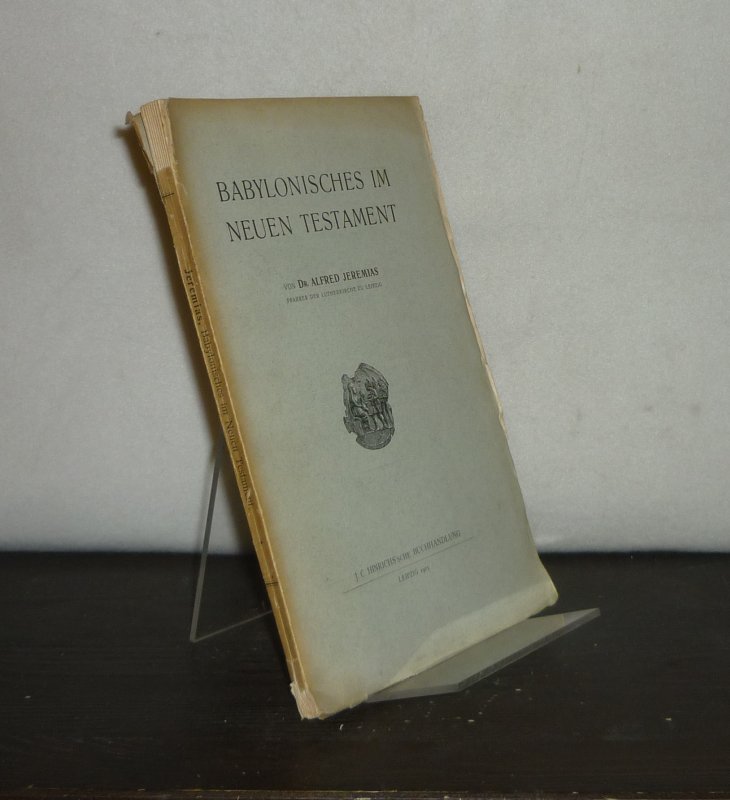 BABYLONISCHES IM
NEUEN TESTAMENT
VON DR. ALFRED JEREMIAS
PFARRER DER LUTHERKIRCHE ZU LEIPZIG
J. C. HINRICHS'SCHE BUCHHANDLUNG
LEIPZIG 1905
Jeremias, Babylonisches im Neuen Testament.